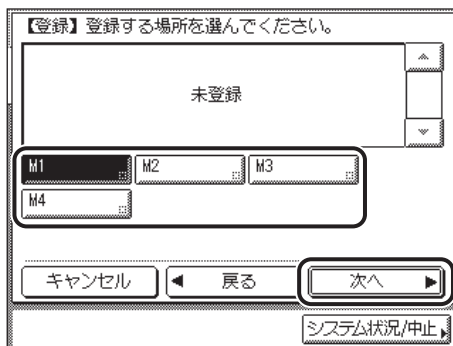 【登録】登録する場所を選んでください。
未登録
M1 M2 M3
M4
キャンセル ◀ 戻る 次へ ▶
システム状況/中止